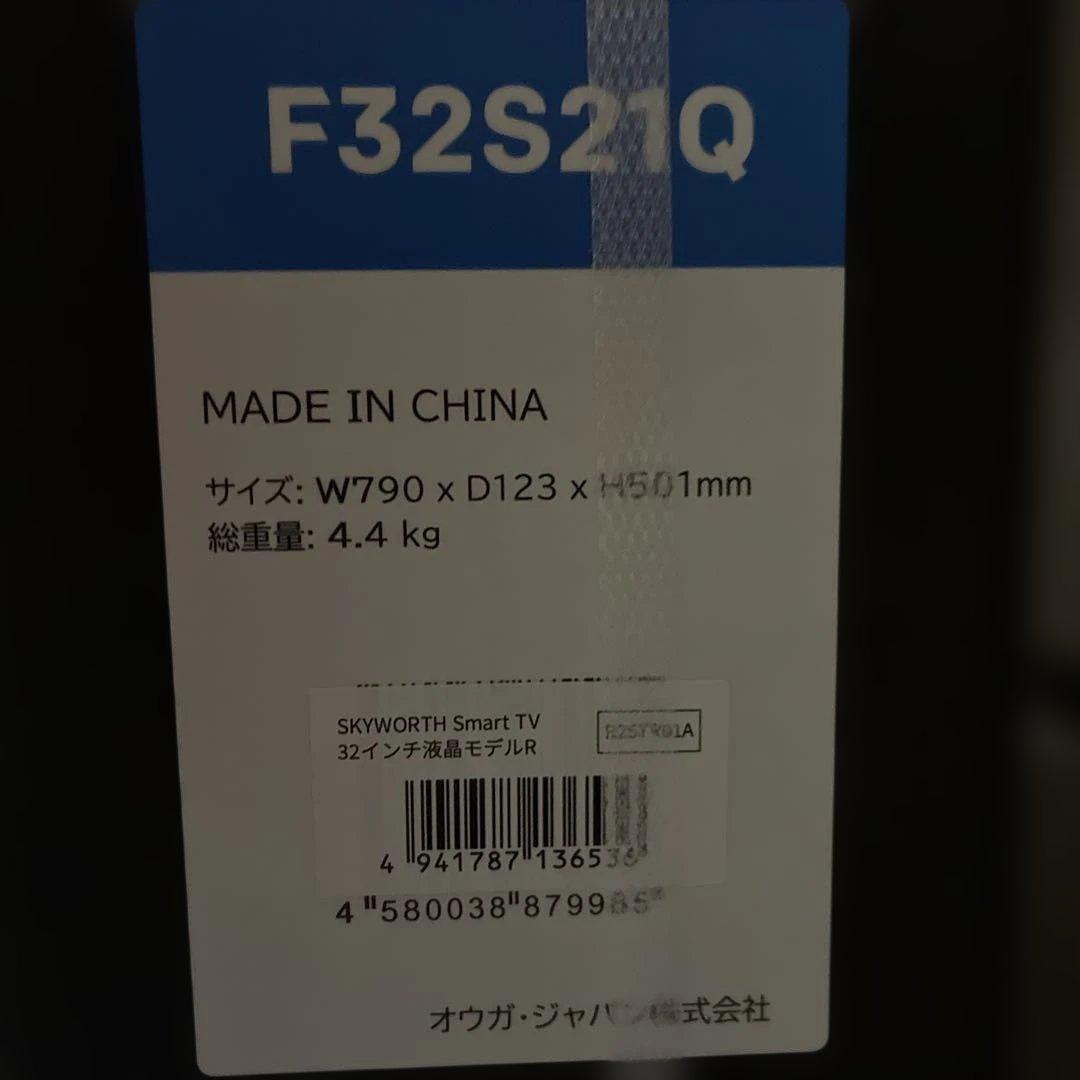 F32S21Q
MADE IN CHINA
サイズ: W790 x D123 x H501mm
総重量: 4.4 kg
SKYWORTH Smart TV
32インチ液晶モデルR
4 941787 136536
4 580038 879985
オウガ・ジャパン株式会社